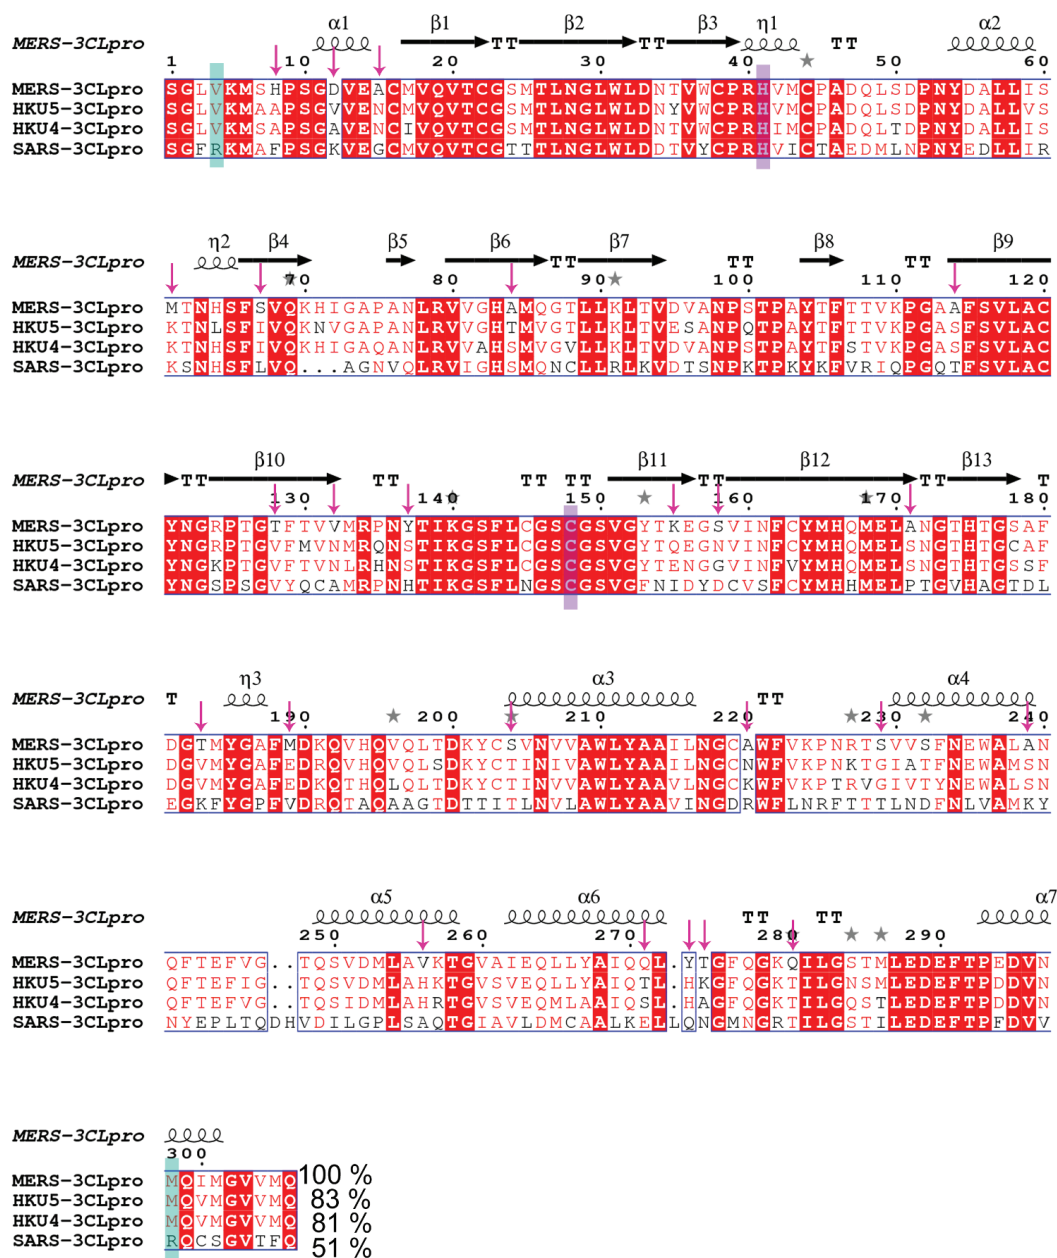 α1 β1 β2 β3 η1 α2
MERS-3CLpro TT TT TT
1 10 20 30 40 50 60
MERS-3CLpro SGLVKMSHPSGDVEACMVQVTCGSMTLNGLWLDNTVWCPRHVMCPADQLSDPNYDALLIS
HKU5-3CLpro SGLVKMAAPSGVVENCMVQVTCGSMTLNGLWLDNYVWCPRHVMCPADQLSDPNYDALLIS
HKU4-3CLpro SGLVKMSAPSGAVENCIVQVTCGSMTLNGLWLDNTVWCPRHIMCPADQLTDPNYDALLIS
SARS-3CLpro SGFRKMAFPSGKVEGCMVQVTCGTTTLNGLWLDDTVYCPRHVICTAEDMLNPNYEDLLIR
η2 β4 β5 β6 β7 β8 β9
MERS-3CLpro TT TT TT
70 80 90 100 110 120
MERS-3CLpro MTNHSFSVQKHIGAPANLRVVGHAMQGTLLKLTVDVANPSTPAYTFTTVKPGAAFSVLAC
HKU5-3CLpro KTNLSFIVQKNVGAPANLRVVGHTMVGTLLKLTVESANPQTPAYTFTTVKPGASFSVLAC
HKU4-3CLpro KTNHSFIVQKHIGAQANLRVVAHSMVGVLLKLTVDVANPSTPAYTFSTVKPGASFSVLAC
SARS-3CLpro KSNHSFLVQ...AGNVQLRVIGHSMQNCLLRLKVDTSNPKTPKYKFVRIQPGQTFSVLAC
β10 β11 β12 β13
MERS-3CLpro TT TT TT TT TT TT T
130 140 150 160 170 180
MERS-3CLpro YNGRPTGTFTVVMRPNYTIKGSFLCGSCGSVGYTKEGSVINFCYMHQMELANGTHTGSAF
HKU5-3CLpro YNGRPTGVFMVNMRQNSTIKGSFLCGSCGSVGYTQEGNVINFCYMHQMELSNGTHTGCAF
HKU4-3CLpro YNGKPTGVFTVNLRHNSTIKGSFLCGSCGSVGYTENGGVINFVYMHQMELSNGTHTGSSF
SARS-3CLpro YNGSPSGVYQCAMRPNHTIKGSFLNGSCGSVGFNIDYDCVSFCYMHHMELPTGVHAGTDL
η3 α3 α4
MERS-3CLpro T TT
190 200 210 220 230 240
MERS-3CLpro DGTMYGAFMDKQVHQVQLTDKYCSVNVVAWLYAAILNGCAWFVKPNRTSVVSFNEWALAN
HKU5-3CLpro DGVMYGAFEDRQVHQVQLSDKYCTINIVAWLYAAILNGCNWFVKPNKTGIATFNEWAMSN
HKU4-3CLpro DGVMYGAFEDKQVHQLQLTDKYCTINVVAWLYAAVLNGCKWFVKPTRVGIVTYNEWALSN
SARS-3CLpro EGKFYGPFVDRQTAQAAGTDTTITLNVLAWLYAAVINGDRWFLNRFTTTLNDFNLVAMKY
α5 α6 α7
MERS-3CLpro TT TT
250 260 270 280 290
MERS-3CLpro QFTEFVG..TQSVDMLAVKTGVAIEQLLYAIQQL.YTGFQGKQILGSTMLEDEFTPEDVN
HKU5-3CLpro QFTEFIG..TQSVDMLAHKTGVSVEQLLYAIQTL.HKGFQGKTILGNSMLEDEFTPDDVN
HKU4-3CLpro QFTEFVG..TQSIDMLAHRTGVSVEQMLAAIQSL.HAGFQGKTILGQSTLEDEFTPDDVN
SARS-3CLpro NYEPLTQDHVDILGPLSAQTGIAVLDMCAALKELLQNGMNGRTILGSTILEDEFTPFDVV
MERS-3CLpro
300
MERS-3CLpro MQIMGVVMQ 100 %
HKU5-3CLpro MQVMGVVMQ 83 %
HKU4-3CLpro MQVMGVVMQ 81 %
SARS-3CLpro RQCSGVTFQ 51 %